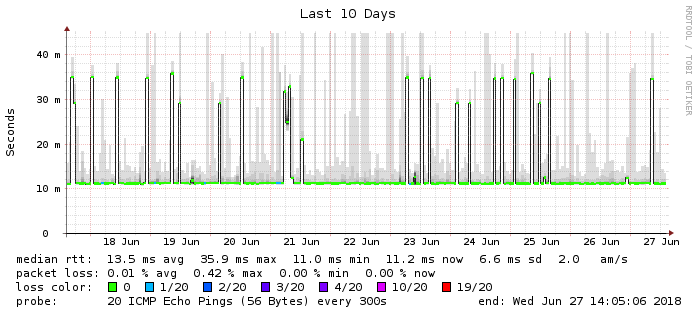 Last 10 Days
RRDTOOL / TOBI OETIKER
Seconds
40 m
30 m
20 m
10 m
0
18 Jun 19 Jun 20 Jun 21 Jun 22 Jun 23 Jun 24 Jun 25 Jun 26 Jun 27 Jun
median rtt: 13.5 ms avg 35.9 ms max 11.0 ms min 11.2 ms now 6.6 ms sd 2.0 am/s
packet loss: 0.01 % avg 0.42 % max 0.00 % min 0.00 % now
loss color: 0 1/20 2/20 3/20 4/20 10/20 19/20
probe: 20 ICMP Echo Pings (56 Bytes) every 300s end: Wed Jun 27 14:05:06 2018